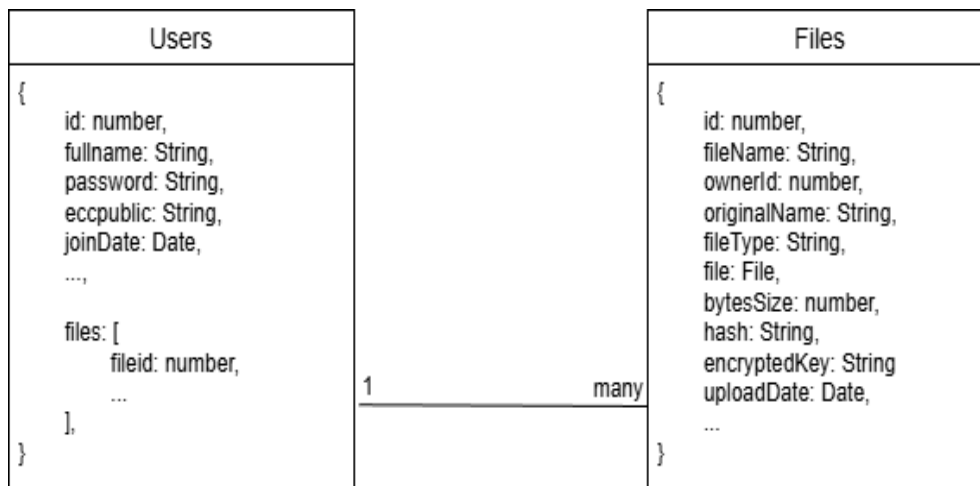 Users
{
id: number,
fullname: String,
password: String,
eccpublic: String,
joinDate: Date,
...,
files: [
fileid: number,
...
],
}
1
many
Files
{
id: number,
fileName: String,
ownerId: number,
originalName: String,
fileType: String,
file: File,
bytesSize: number,
hash: String,
encryptedKey: String
uploadDate: Date,
...
}